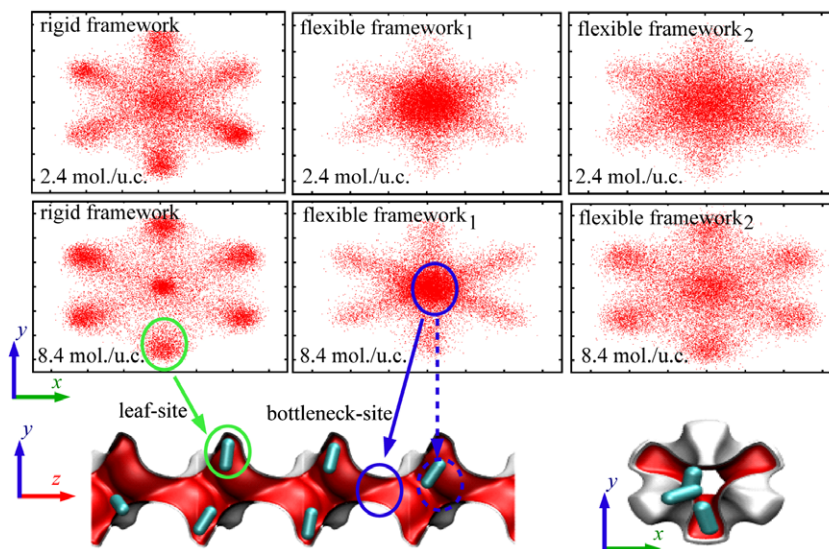 rigid framework
flexible framework1
flexible framework2
2.4 mol./u.c.
2.4 mol./u.c.
2.4 mol./u.c.
rigid framework
flexible framework1
flexible framework2
8.4 mol./u.c.
8.4 mol./u.c.
8.4 mol./u.c.
y
x
leaf-site
bottleneck-site
y
z
y
x